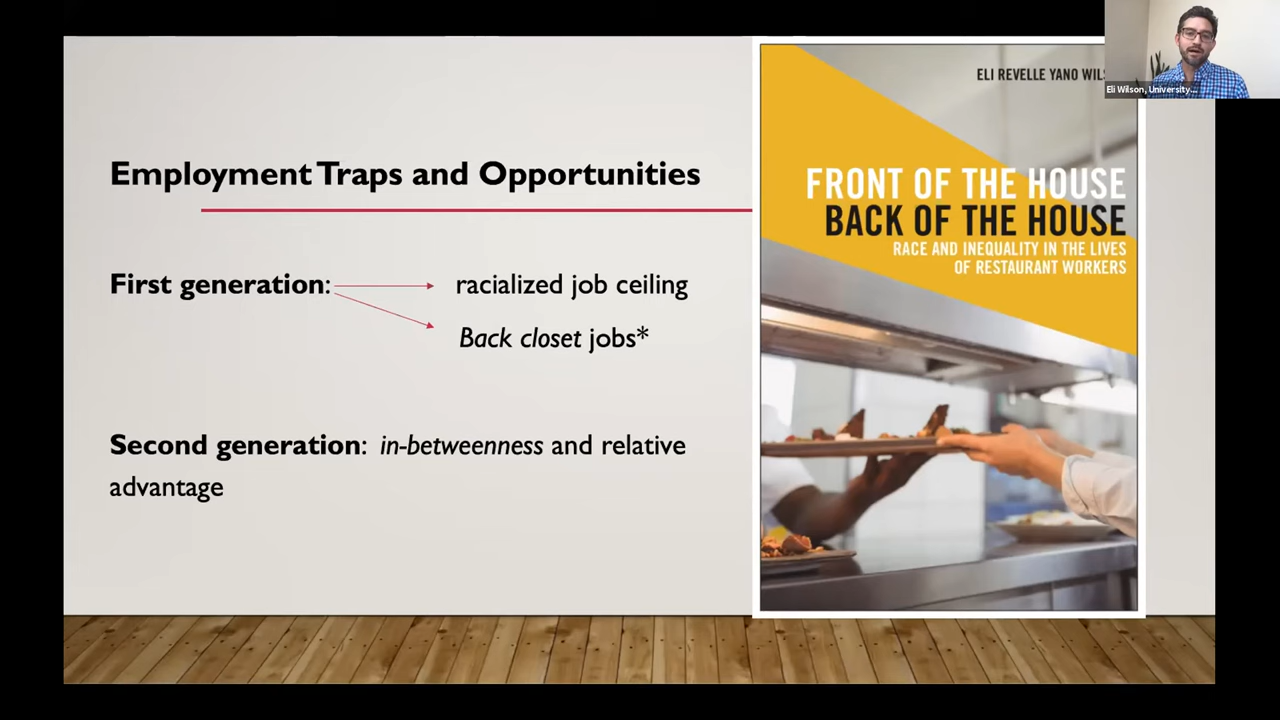 Employment Traps and Opportunities
First generation:
racialized job ceiling
Back closet jobs*
Second generation: in-betweenness and relative
advantage
ELI REVELLE YANO
FRONT OF THE HOUSE
BACK OF THE HOUSE
RACE AND INEQUALITY IN THE LIVES
OF RESTAURANT WORKERS
Eli Wilson, University...